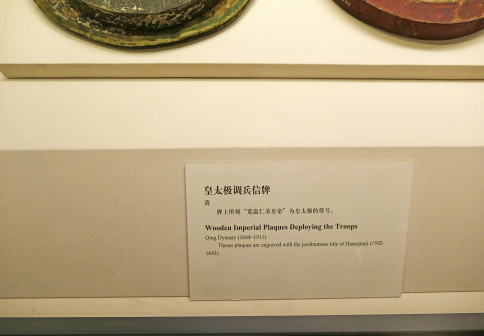 皇太极调兵信牌
清
牌上所刻“宽温仁圣皇帝”为皇太极的尊号。
Wooden Imperial Plaques Deploying the Troops
Qing Dynasty (1644–1911)
These plaques are engraved with the posthumous title of Huangtaiji (1592–
1643).